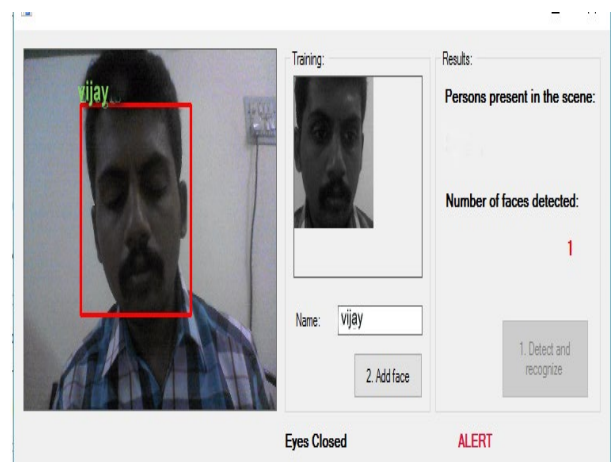 vijay
Training:
Name:
vijay
2. Add face
Results:
Persons present in the scene:
Number of faces detected:
1
1. Detect and
recognize
Eyes Closed
ALERT